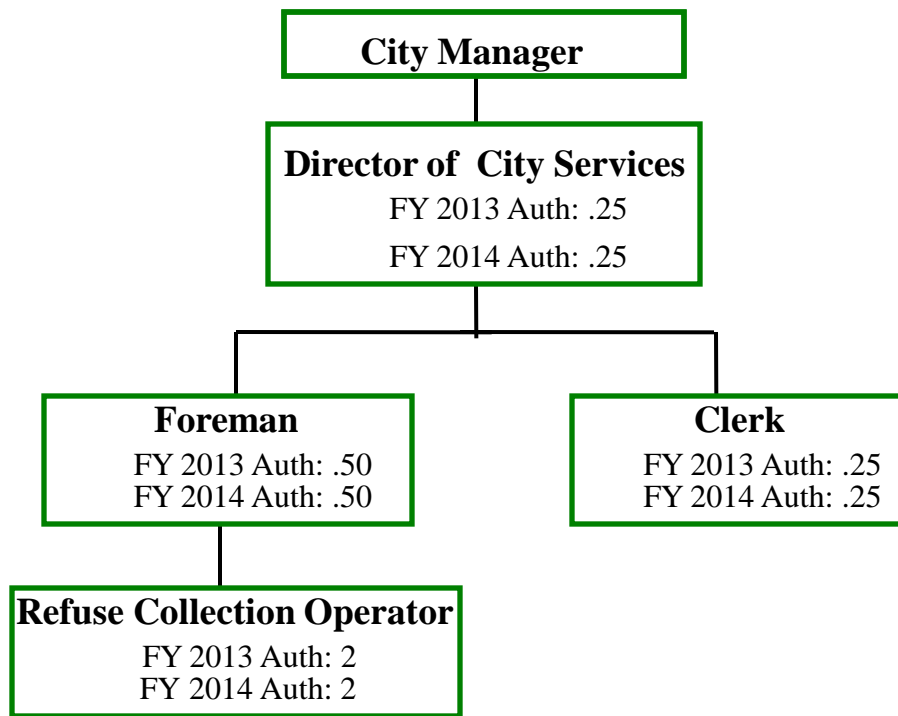 City Manager
Director of City Services
FY 2013 Auth: .25
FY 2014 Auth: .25
Foreman
FY 2013 Auth: .50
FY 2014 Auth: .50
Clerk
FY 2013 Auth: .25
FY 2014 Auth: .25
Refuse Collection Operator
FY 2013 Auth: 2
FY 2014 Auth: 2